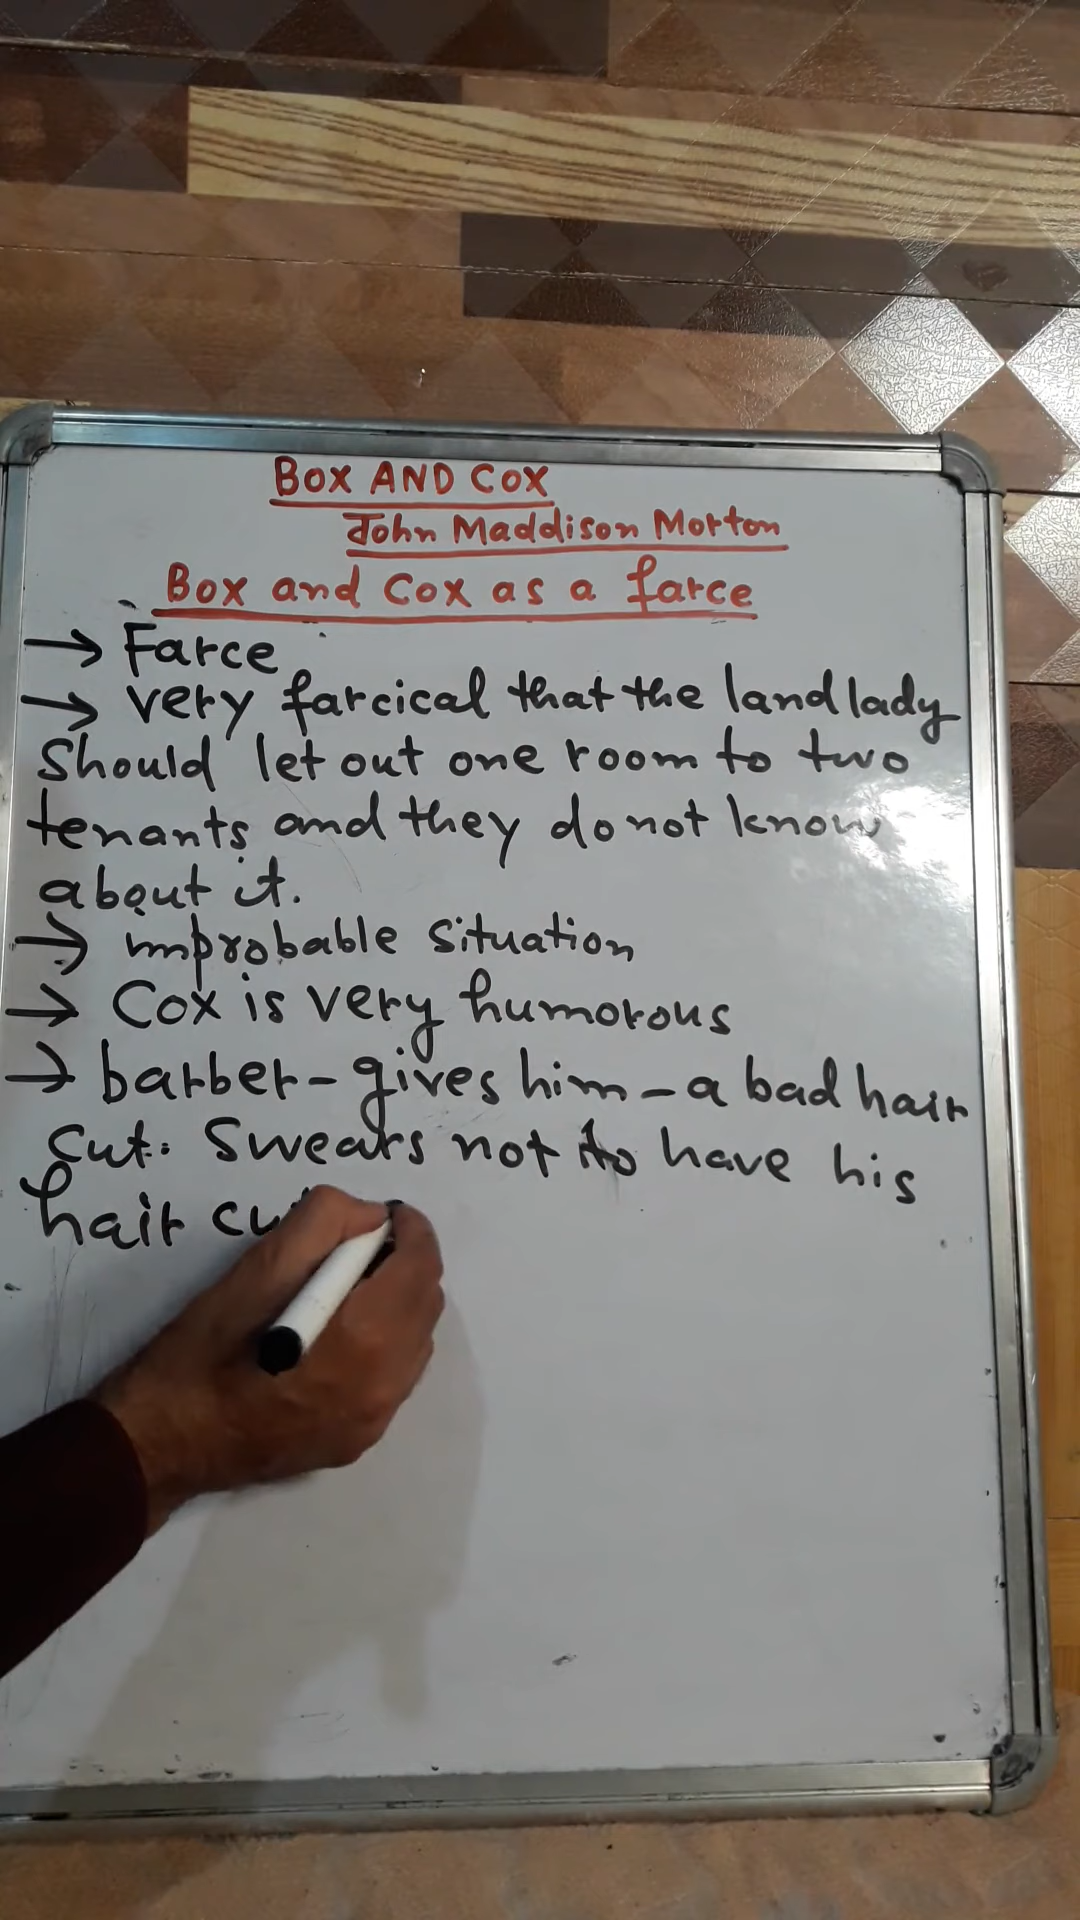 BOX AND COX
John Maddison Morton
Box and Cox as a farce
→ Farce
→ very farcical that the landlady
should let out one room to two
tenants and they do not know
about it.
→ improbable situation
→ Cox is very humorous
→ barber - gives him - a bad hair
cut. Swears not to have his
hair